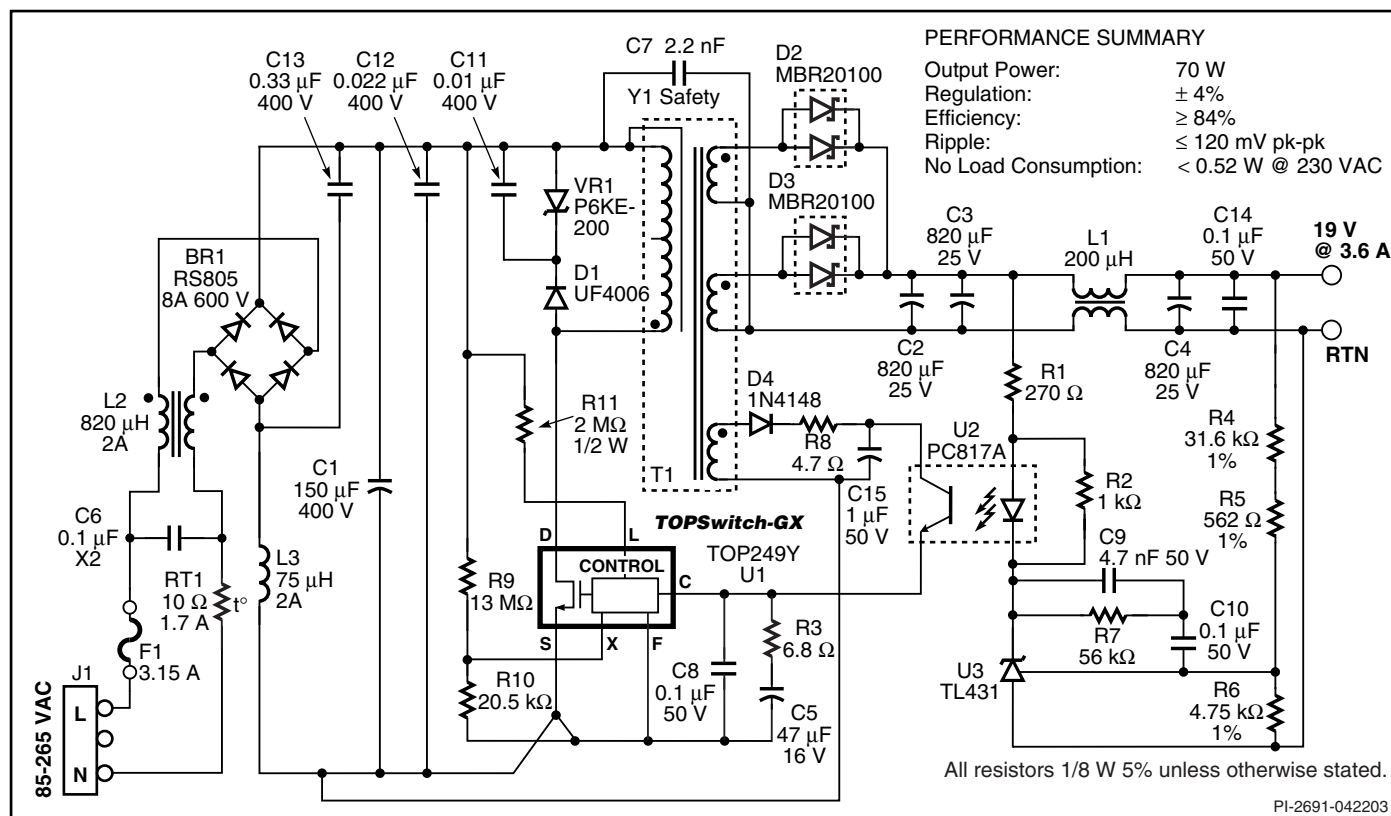 PERFORMANCE SUMMARY
Output Power: 70 W
Regulation: ± 4%
Efficiency: ≥ 84%
Ripple: ≤ 120 mV pk-pk
No Load Consumption: < 0.52 W @ 230 VAC
C13
0.33 µF
400 V
C12
0.022 µF
400 V
C11
0.01 µF
400 V
C7 2.2 nF
Y1 Safety
D2
MBR20100
D3
MBR20100
VR1
P6KE-
200
D1
UF4006
BR1
RS805
8A 600 V
C3
820 µF
25 V
L1
200 µH
C14
0.1 µF
50 V
19 V
@ 3.6 A
RTN
C2
820 µF
25 V
C4
820 µF
25 V
R1
270 Ω
L2
820 µH
2A
R11
2 MΩ
1/2 W
D4
1N4148
R8
4.7 Ω
T1
C15
1 µF
50 V
U2
PC817A
R2
1 kΩ
R4
31.6 kΩ
1%
R5
562 Ω
1%
C1
150 µF
400 V
C6
0.1 µF
X2
RT1
10 Ω
1.7 A
t°
L3
75 µH
2A
F1
3.15 A
J1
L
N
85-265 VAC
TOPSwitch-GX
TOP249Y
U1
D
L
CONTROL
C
S
X
F
R9
13 MΩ
R10
20.5 kΩ
C8
0.1 µF
50 V
R3
6.8 Ω
C5
47 µF
16 V
C9
4.7 nF 50 V
R7
56 kΩ
C10
0.1 µF
50 V
U3
TL431
R6
4.75 kΩ
1%
All resistors 1/8 W 5% unless otherwise stated.
PI-2691-042203